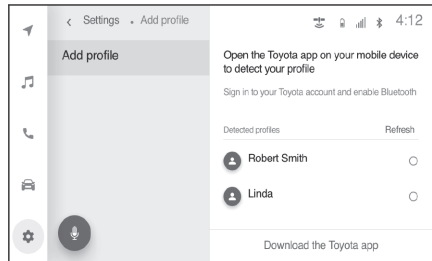 ‹ Settings • Add profile
4:12
Add profile
Open the Toyota app on your mobile device
to detect your profile
Sign in to your Toyota account and enable Bluetooth
Detected profiles Refresh
Robert Smith
Linda
Download the Toyota app